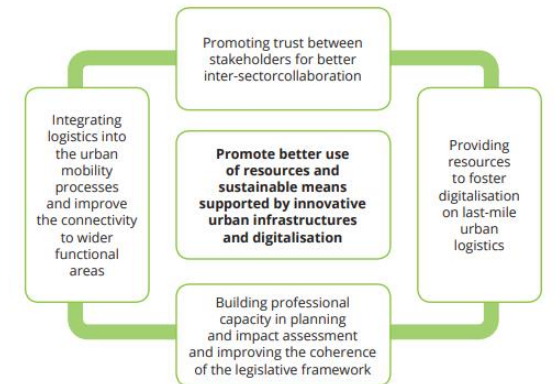 Promoting trust between
stakeholders for better
inter-sectorcollaboration
Integrating
logistics into
the urban
mobility
processes
and improve
the connectivity
to wider
functional
areas
Promote better use
of resources and
sustainable means
supported by innovative
urban infrastructures
and digitalisation
Providing
resources
to foster
digitalisation
on last-mile
urban
logistics
Building professional
capacity in planning
and impact assessment
and improving the coherence
of the legislative framework